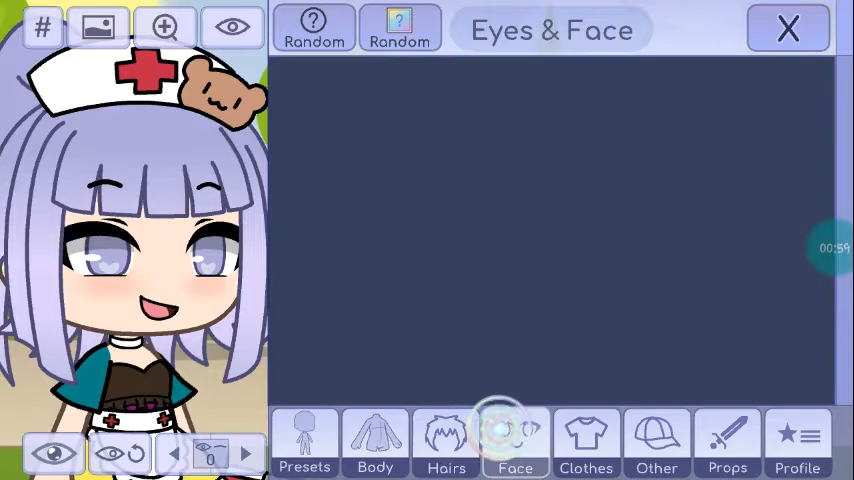 #
? Random
? Random
Eyes & Face
X
00:59
0
Presets
Body
Hairs
Face
Clothes
Other
Props
Profile